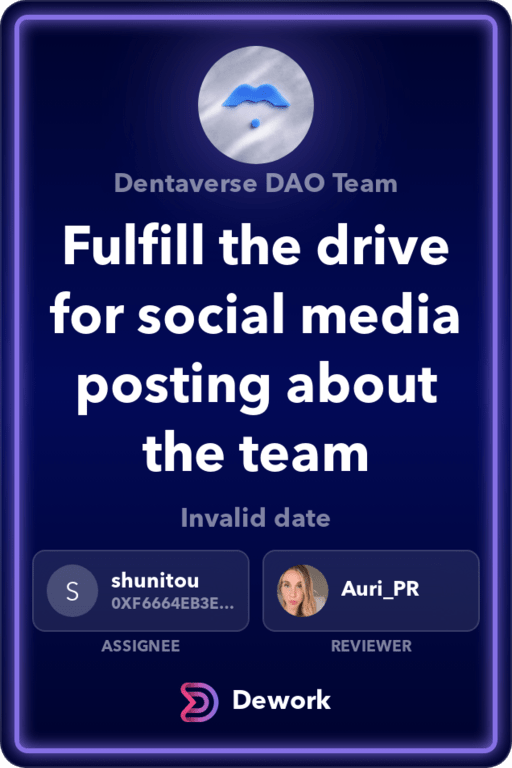 Dentaverse DAO Team
Fulfill the drive
for social media
posting about
the team
Invalid date
S
shunitou
0XF6664EB3E...
Auri_PR
ASSIGNEE
REVIEWER
Dework